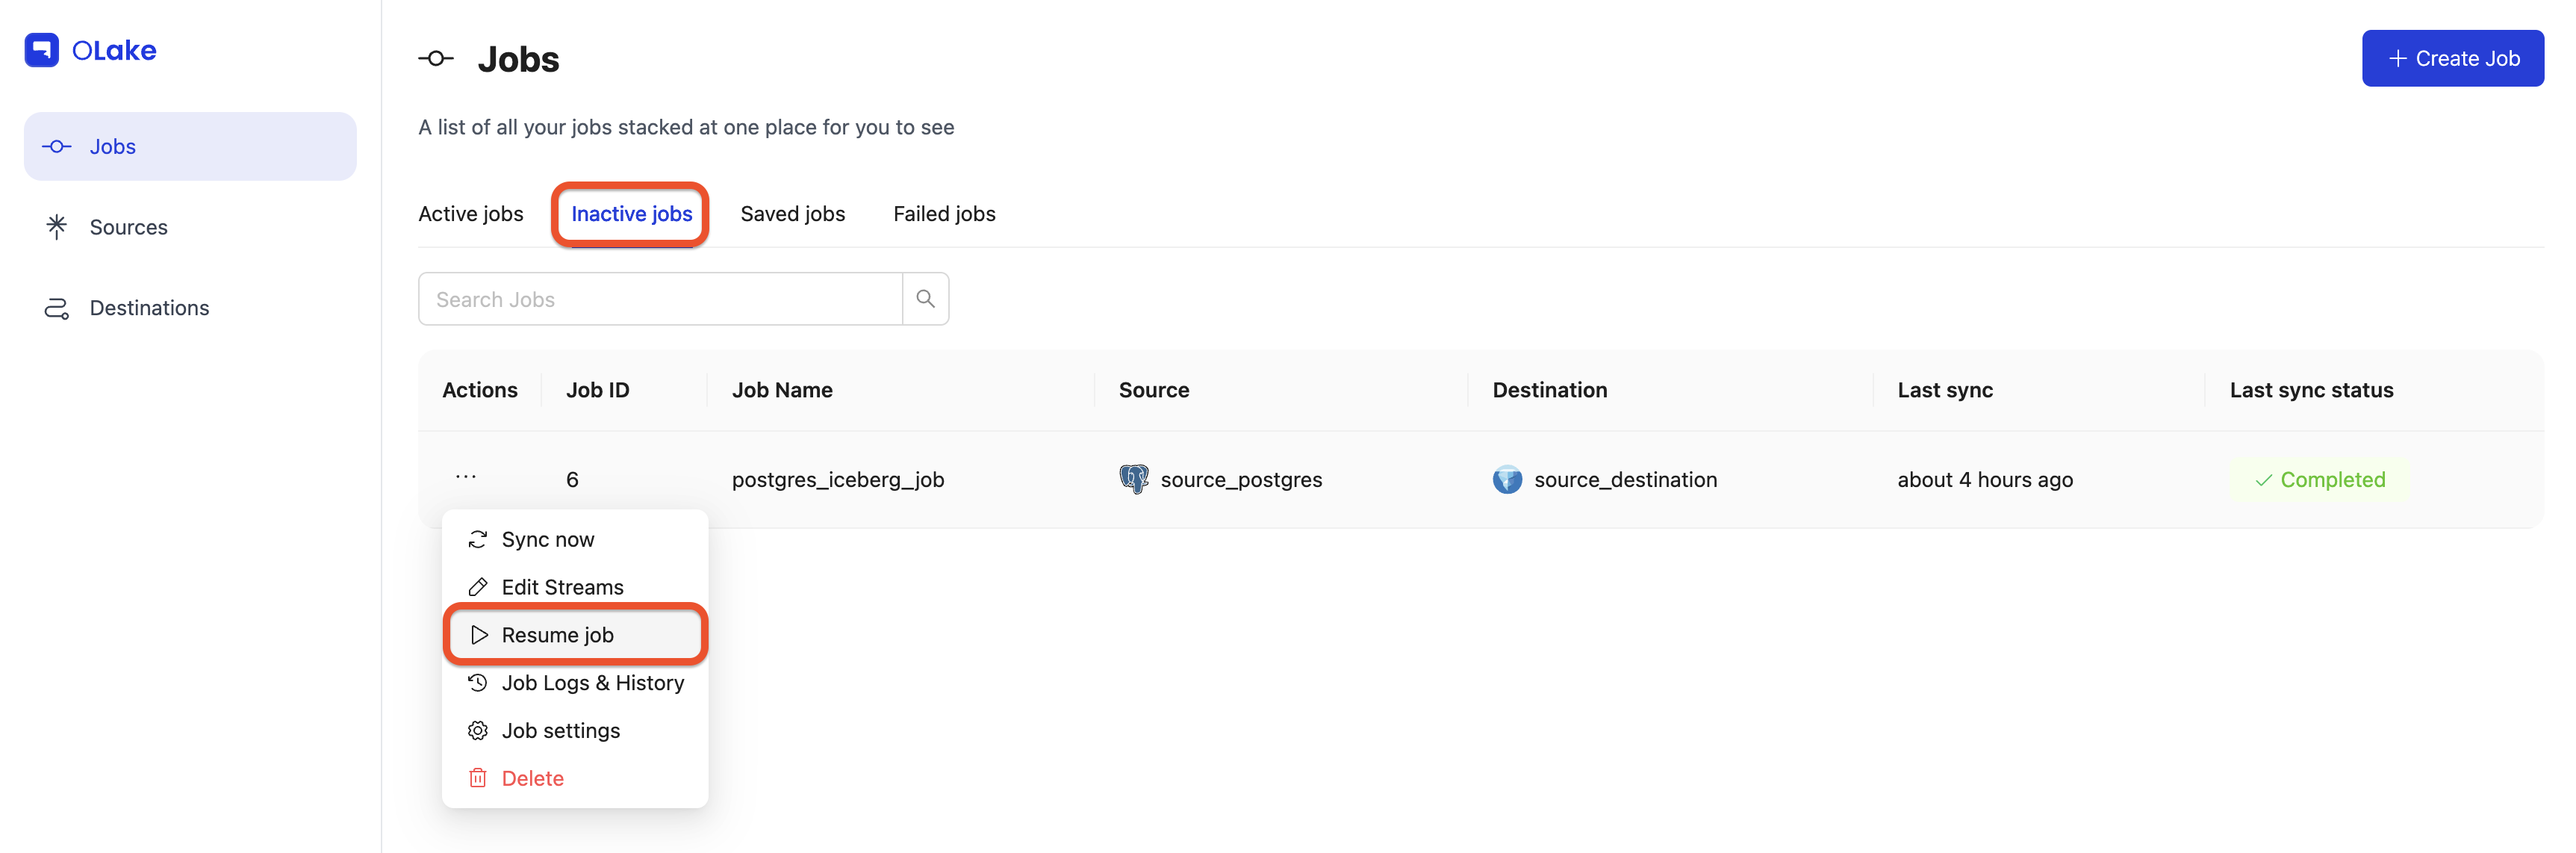 OLake
Jobs
Sources
Destinations
Jobs
Create Job
A list of all your jobs stacked at one place for you to see
Active jobs Inactive jobs Saved jobs Failed jobs
Search Jobs
Actions Job ID Job Name Source Destination Last sync Last sync status
... 6 postgres_iceberg_job source_postgres source_destination about 4 hours ago Completed
Sync now
Edit Streams
Resume job
Job Logs & History
Job settings
Delete